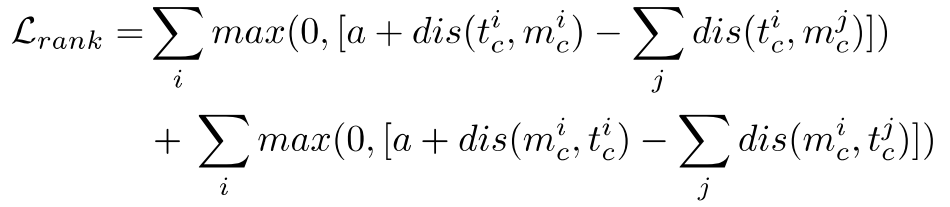 $\mathcal{L}_{rank} = \sum_{i} max(0, [a + dis(t_c^i, m_c^i) - \sum_{j} dis(t_c^i, m_c^j)])$
$+ \sum_{i} max(0, [a + dis(m_c^i, t_c^i) - \sum_{j} dis(m_c^i, t_c^j)])$